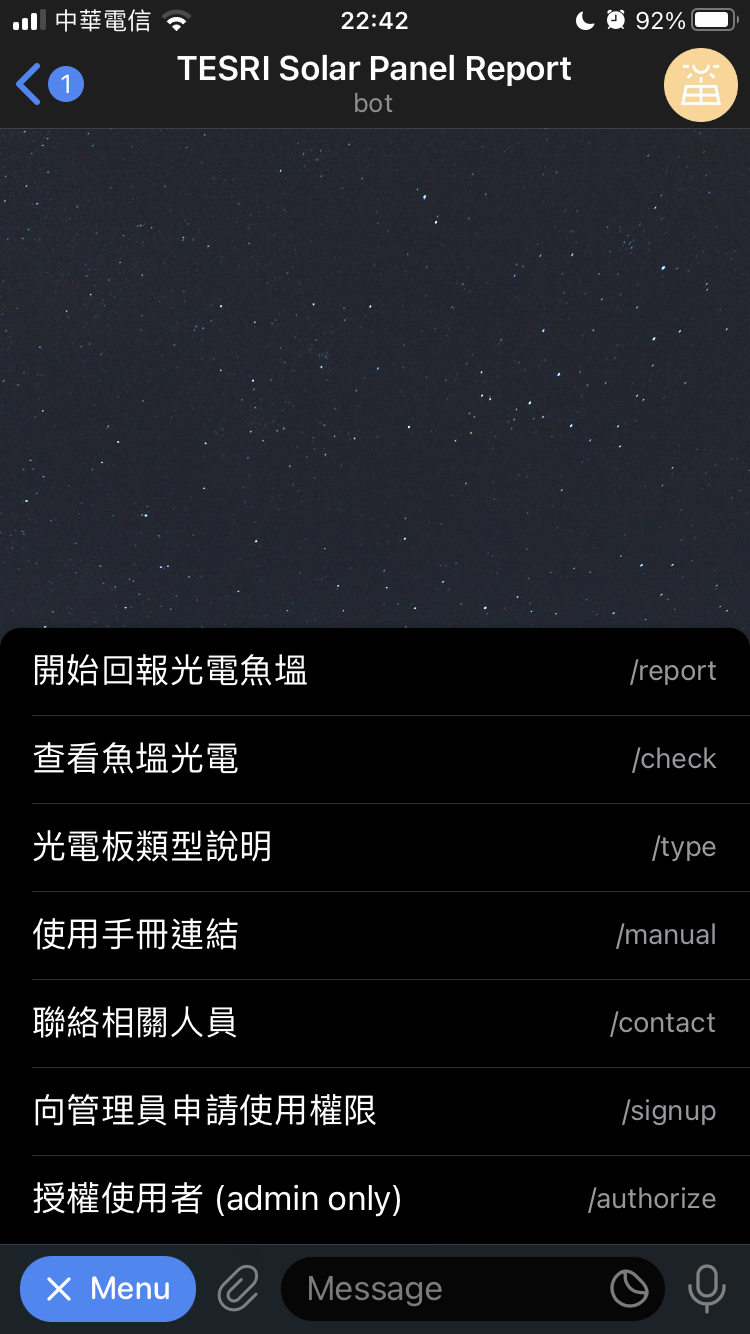 中華電信
22:42
92%
1
TESRI Solar Panel Report
bot
開始回報光電魚塭 /report
查看魚塭光電 /check
光電板類型說明 /type
使用手冊連結 /manual
聯絡相關人員 /contact
向管理員申請使用權限 /signup
授權使用者 (admin only) /authorize
Menu
Message